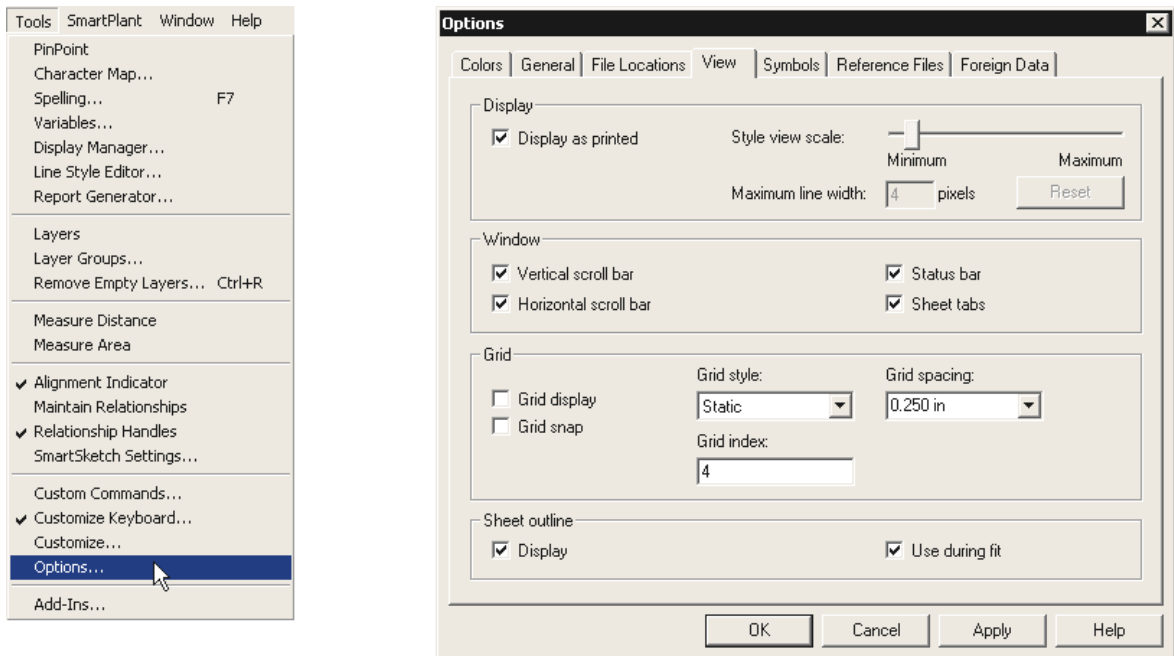 Tools SmartPlant Window Help
PinPoint
Character Map...
Spelling... F7
Variables...
Display Manager...
Line Style Editor...
Report Generator...
Layers
Layer Groups...
Remove Empty Layers... Ctrl+R
Measure Distance
Measure Area
Alignment Indicator
Maintain Relationships
Relationship Handles
SmartSketch Settings...
Custom Commands...
Customize Keyboard...
Customize...
Options...
Add-Ins...
Options
Colors General File Locations View Symbols Reference Files Foreign Data
Display
Display as printed Style view scale:
Minimum Maximum
Maximum line width: 4 pixels Reset
Window
Vertical scroll bar Status bar
Horizontal scroll bar Sheet tabs
Grid
Grid style: Grid spacing:
Grid display Static 0.250 in
Grid snap
Grid index:
4
Sheet outline
Display Use during fit
OK Cancel Apply Help